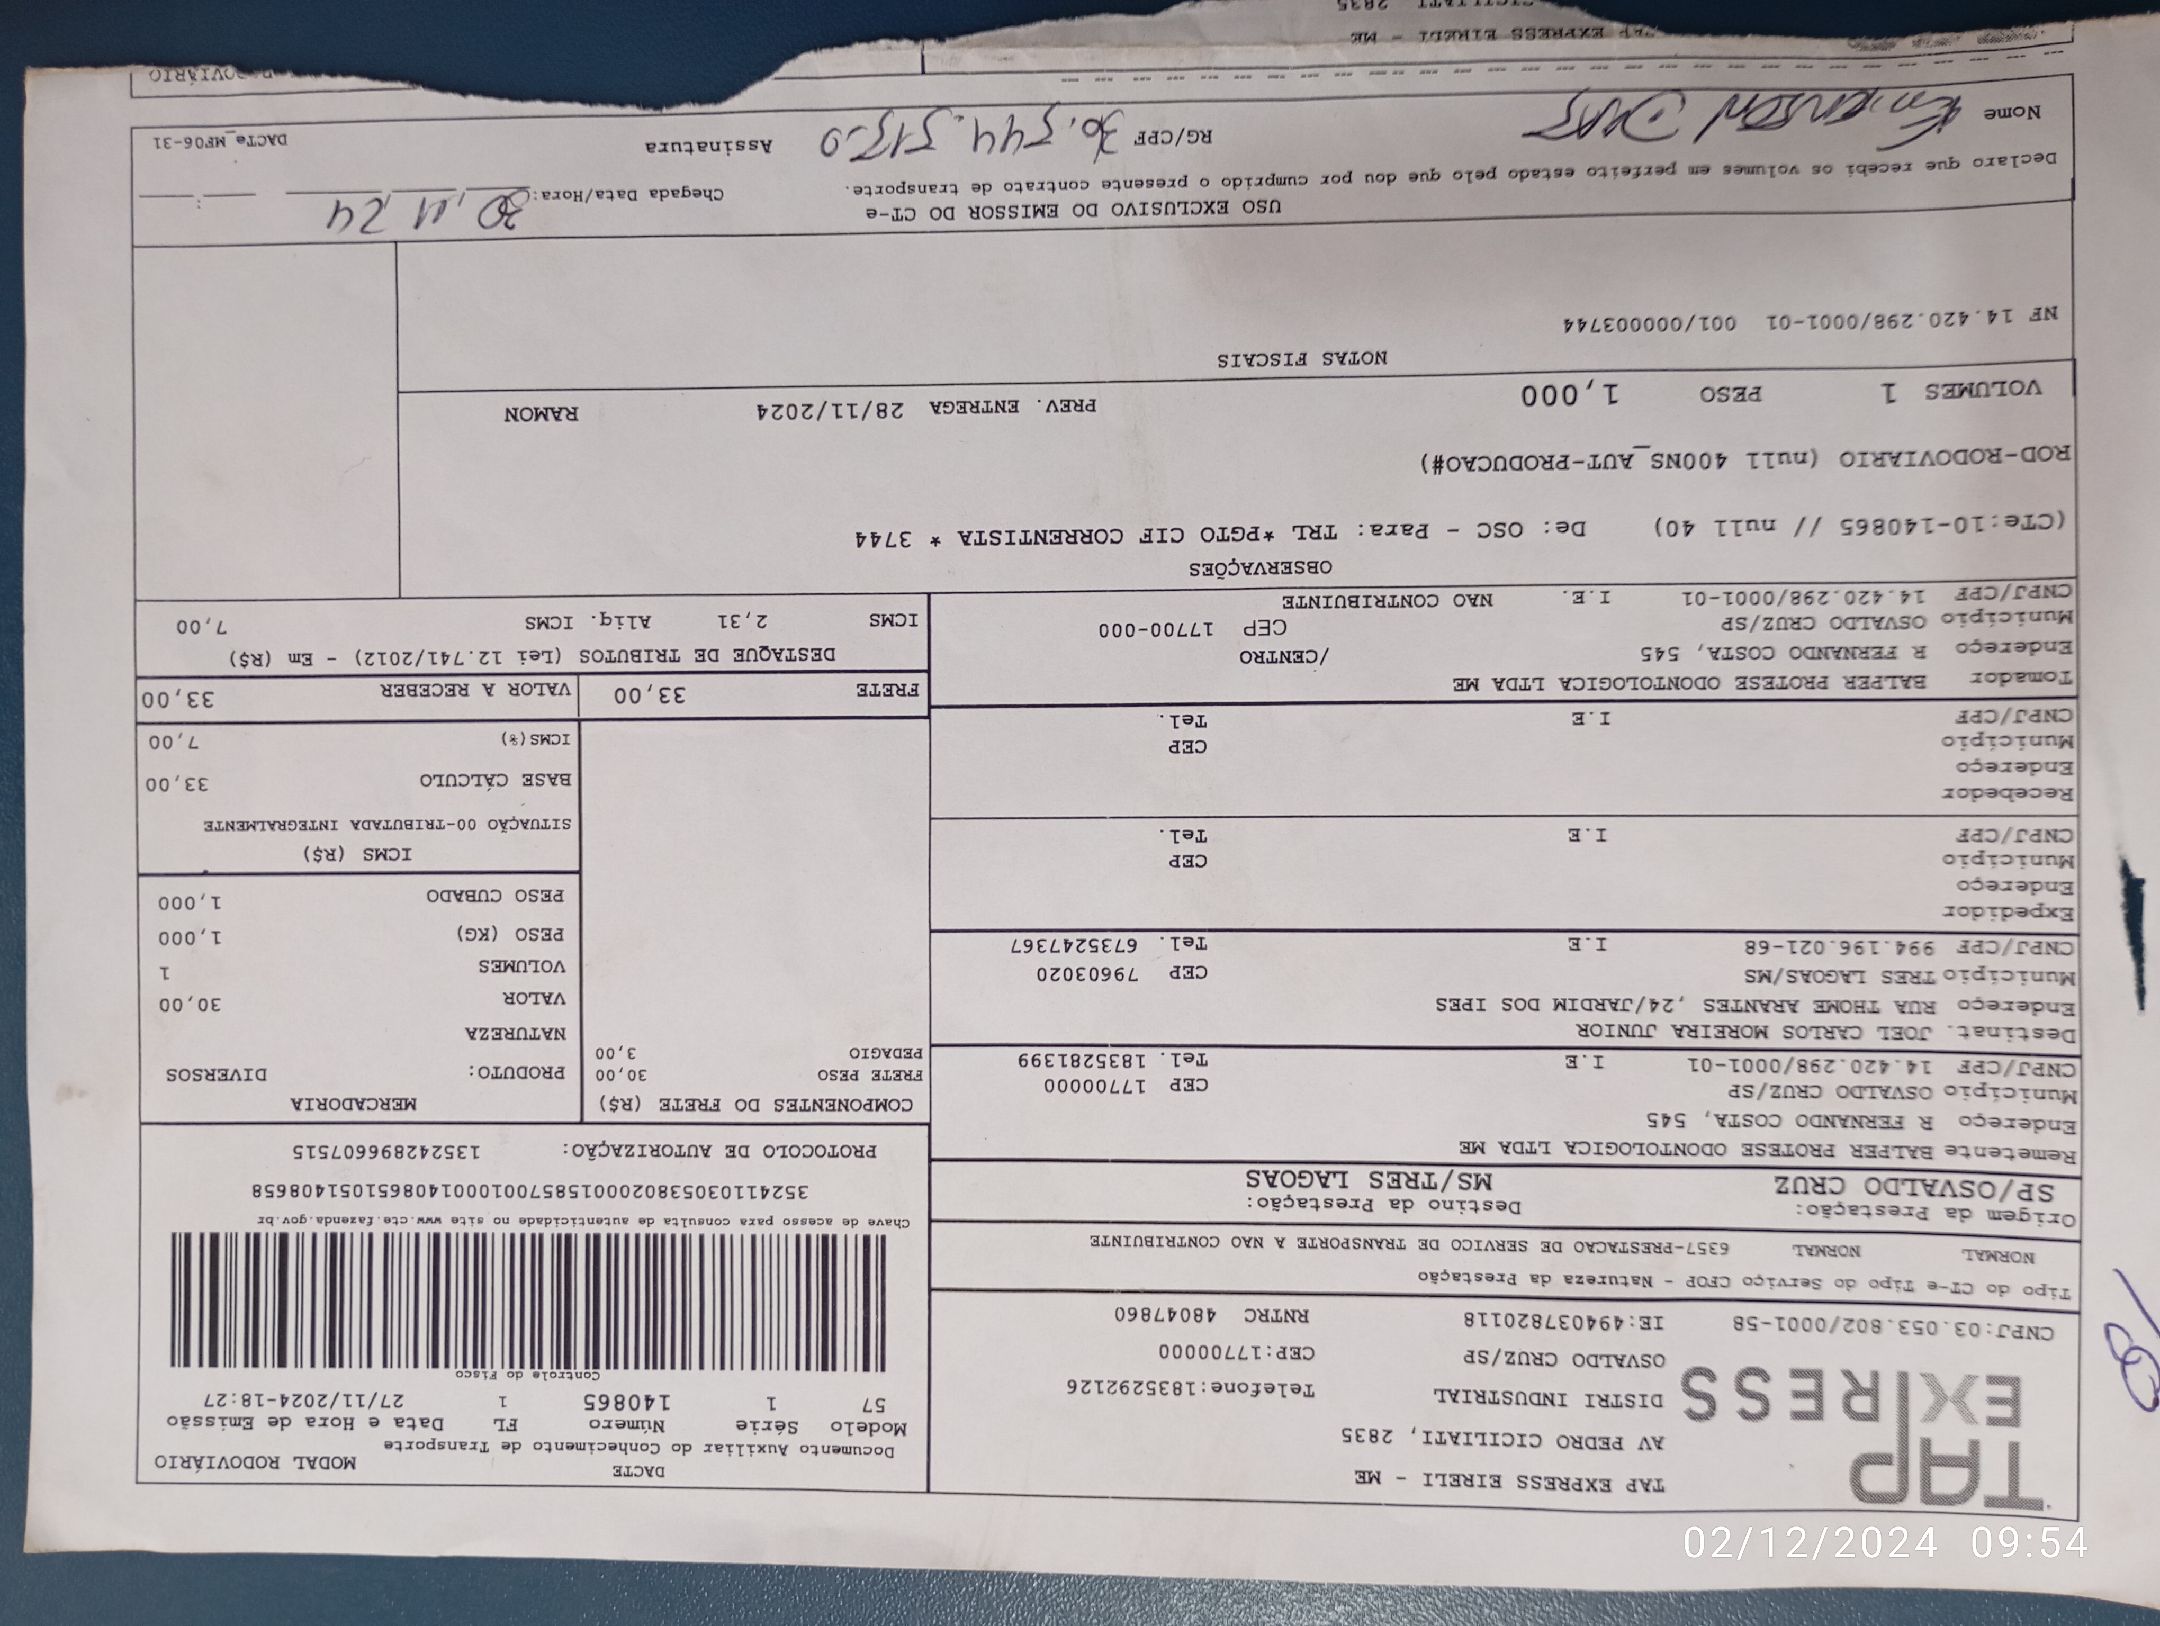 TAP
EXPRESS
TAP EXPRESS EIRELI - ME
AV PEDRO CICILIATI, 2835
DISTRI INDUSTRIAL Telefone:1835292126
OSVALDO CRUZ/SP CEP:17700000
CNPJ:03.053.802/0001-58 IE:494037820118 RNTRC 48047860
DACTE MODAL RODOVIÁRIO
Documento Auxiliar do Conhecimento de Transporte
Modelo Série Número FL Data e Hora de Emissão
57 1 140865 1 27/11/2024-18:27
Controle do Fisco
Chave de acesso para consulta de autenticidade no site www.cte.fazenda.gov.br
35241103053802000158570010001408651051408658
PROTOCOLO DE AUTORIZAÇÃO: 135242896607515
Tipo do CT-e Tipo do Serviço CFOP - Natureza da Prestação
NORMAL NORMAL 6357-PRESTACAO DE SERVICO DE TRANSPORTE A NAO CONTRIBUINTE
Origem da Prestação: Destino da Prestação:
SP/OSVALDO CRUZ MS/TRES LAGOAS
Remetente BALPER PROTESE ODONTOLOGICA LTDA ME
Endereço R FERNANDO COSTA, 545
Município OSVALDO CRUZ/SP CEP 17700000
CNPJ/CPF 14.420.298/0001-01 I.E Tel. 1835281399
Destinat. JOEL CARLOS MOREIRA JUNIOR
Endereço RUA THOME ARANTES ,24/JARDIM DOS IPES
Município TRES LAGOAS/MS CEP 79603020
CNPJ/CPF 994.196.021-68 I.E Tel. 6735247367
Expedidor
Endereço
Município CEP
CNPJ/CPF I.E Tel.
Recebedor
Endereço
Município CEP
CNPJ/CPF I.E Tel.
Tomador BALPER PROTESE ODONTOLOGICA LTDA ME
Endereço R FERNANDO COSTA, 545 /CENTRO
Município OSVALDO CRUZ/SP CEP 17700-000
CNPJ/CPF 14.420.298/0001-01 I.E. NAO CONTRIBUINTE
COMPONENTES DO FRETE (R$)
FRETE PESO 30,00
PEDAGIO 3,00
MERCADORIA
PRODUTO: DIVERSOS
NATUREZA
VALOR 30,00
VOLUMES 1
PESO (KG) 1,000
PESO CUBADO 1,000
ICMS (R$)
SITUAÇÃO 00-TRIBUTADA INTEGRALMENTE
BASE CÁLCULO 33,00
ICMS(%) 7,00
FRETE 33,00 VALOR A RECEBER 33,00
DESTAQUE DE TRIBUTOS (Lei 12.741/2012) - Em (R$)
ICMS 2,31 Aliq. ICMS 7,00
OBSERVAÇÕES
(CTe:10-140865 // null 40) De: OSC - Para: TRL *PGTO CIF CORRENTISTA * 3744
ROD-RODOVIARIO (null 400NS_AUT-PRODUCAO#)
VOLUMES 1 PESO 1,000 PREV. ENTREGA 28/11/2024 RAMON
NOTAS FISCAIS
NF 14.420.298/0001-01 001/000003744
USO EXCLUSIVO DO EMISSOR DO CT-e
Declaro que recebi os volumes em perfeito estado pelo que dou por cumprido o presente contrato de transporte. Chegada Data/Hora: 30,11,24 :
Nome RG/CPF 30.544.515-0 Assinatura DACTe_MF06-31
TAP EXPRESS EIRELI - ME
CICILIATI 2835
RODOVIÁRIO
02/12/2024 09:54